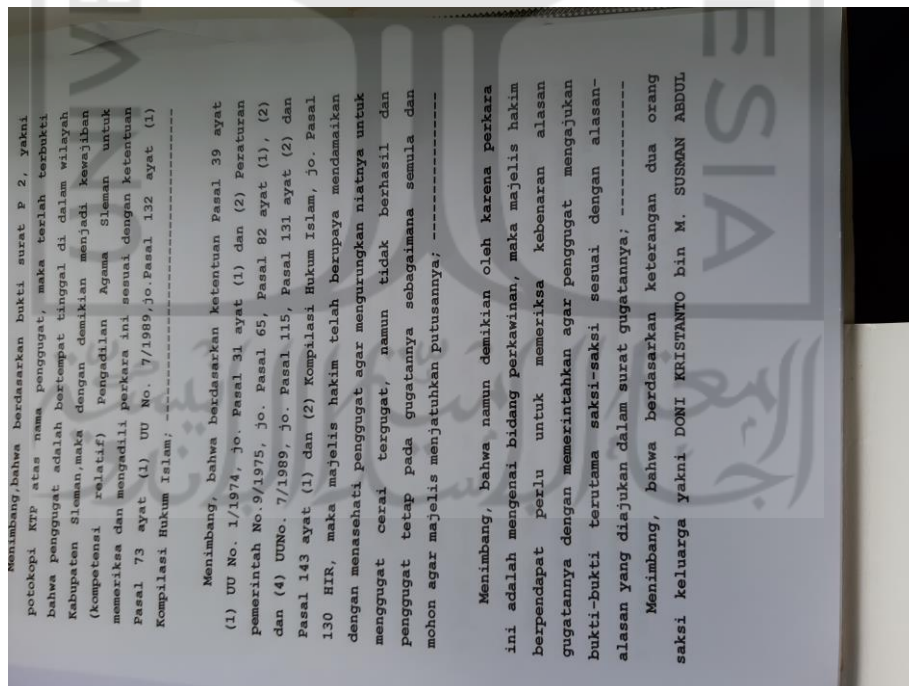 Menimbang,bahwa berdasarkan bukti surat P 2, yakni
potokopi KTP atas nama penggugat, maka terlah terbukti
bahwa penggugat adalah bertempat tinggal di dalam wilayah
Kabupaten Sleman,maka dengan demikian menjadi kewajiban
(kompetensi relatif) Pengadilan Agama Sleman untuk
memeriksa dan mengadili perkara ini sesuai dengan ketentuan
Pasal 73 ayat (1) UU No. 7/1989,jo.Pasal 132 ayat (1)
Kompilasi Hukum Islam; ---------------------------------
Menimbang, bahwa berdasarkan ketentuan Pasal 39 ayat
(1) UU No. 1/1974, jo. Pasal 31 ayat (1) dan (2) Peraturan
Pemerintah No.9/1975, jo. Pasal 65, Pasal 82 ayat (1), (2)
dan (4) UUNo. 7/1989, jo. Pasal 115, Pasal 131 ayat (2) dan
Pasal 143 ayat (1) dan (2) Kompilasi Hukum Islam, jo. Pasal
130 HIR, maka majelis hakim telah berupaya mendamaikan
dengan menasehati penggugat agar mengurungkan niatnya untuk
menggugat cerai tergugat, namun tidak berhasil dan
penggugat tetap pada gugatannya sebagaimana semula dan
mohon agar majelis menjatuhkan putusannya; ----------------
Menimbang, bahwa namun demikian oleh karena perkara
ini adalah mengenai bidang perkawinan, maka majelis hakim
berpendapat perlu untuk memeriksa kebenaran alasan
gugatannya dengan memerintahkan agar penggugat mengajukan
bukti-bukti terutama saksi-saksi sesuai dengan alasan-
alasan yang diajukan dalam surat gugatannya; --------------
Menimbang, bahwa berdasarkan keterangan dua orang
saksi keluarga yakni DONI KRISTANTO bin M. SUSMAN ABDUL
ESIA